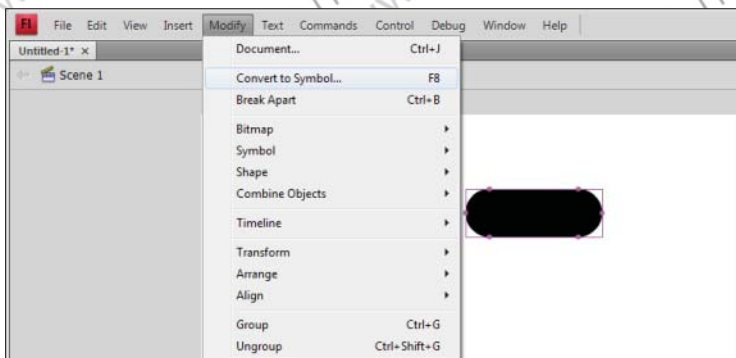 Fl File Edit View Insert Modify Text Commands Control Debug Window Help
Untitled-1* ×
Scene 1
Document... Ctrl+J
Convert to Symbol... F8
Break Apart Ctrl+B
Bitmap
Symbol
Shape
Combine Objects
Timeline
Transform
Arrange
Align
Group Ctrl+G
Ungroup Ctrl+Shift+G